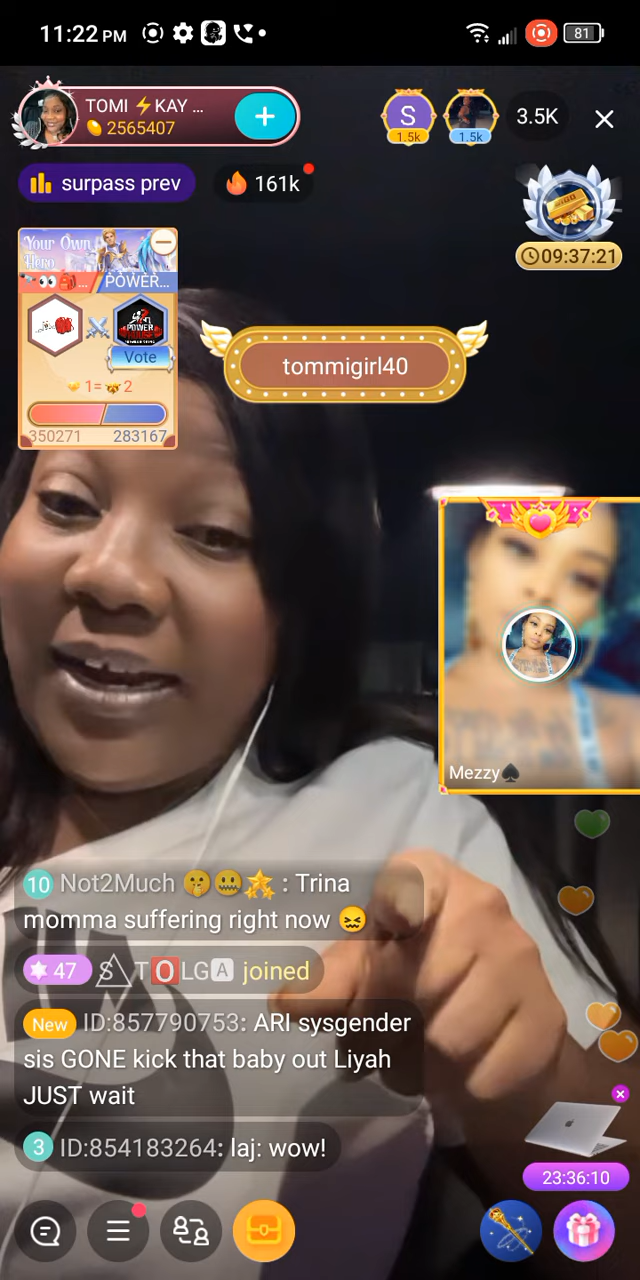 11:22 PM
81
TOMI ⚡KAY ...
2565407
S
1.5k
1.5k
3.5K
surpass prev
161k
09:37:21
Your Own
Hero
POWER...
POWER
Vote
1= 2
350271 283167
tommigirl40
Mezzy♠
10 Not2Much 🤫🤐🌟 : Trina
momma suffering right now 😖
47 S△T🅾LG🄰 joined
New ID:857790753: ARI sysgender
sis GONE kick that baby out Liyah
JUST wait
3 ID:854183264: laj: wow!
23:36:10